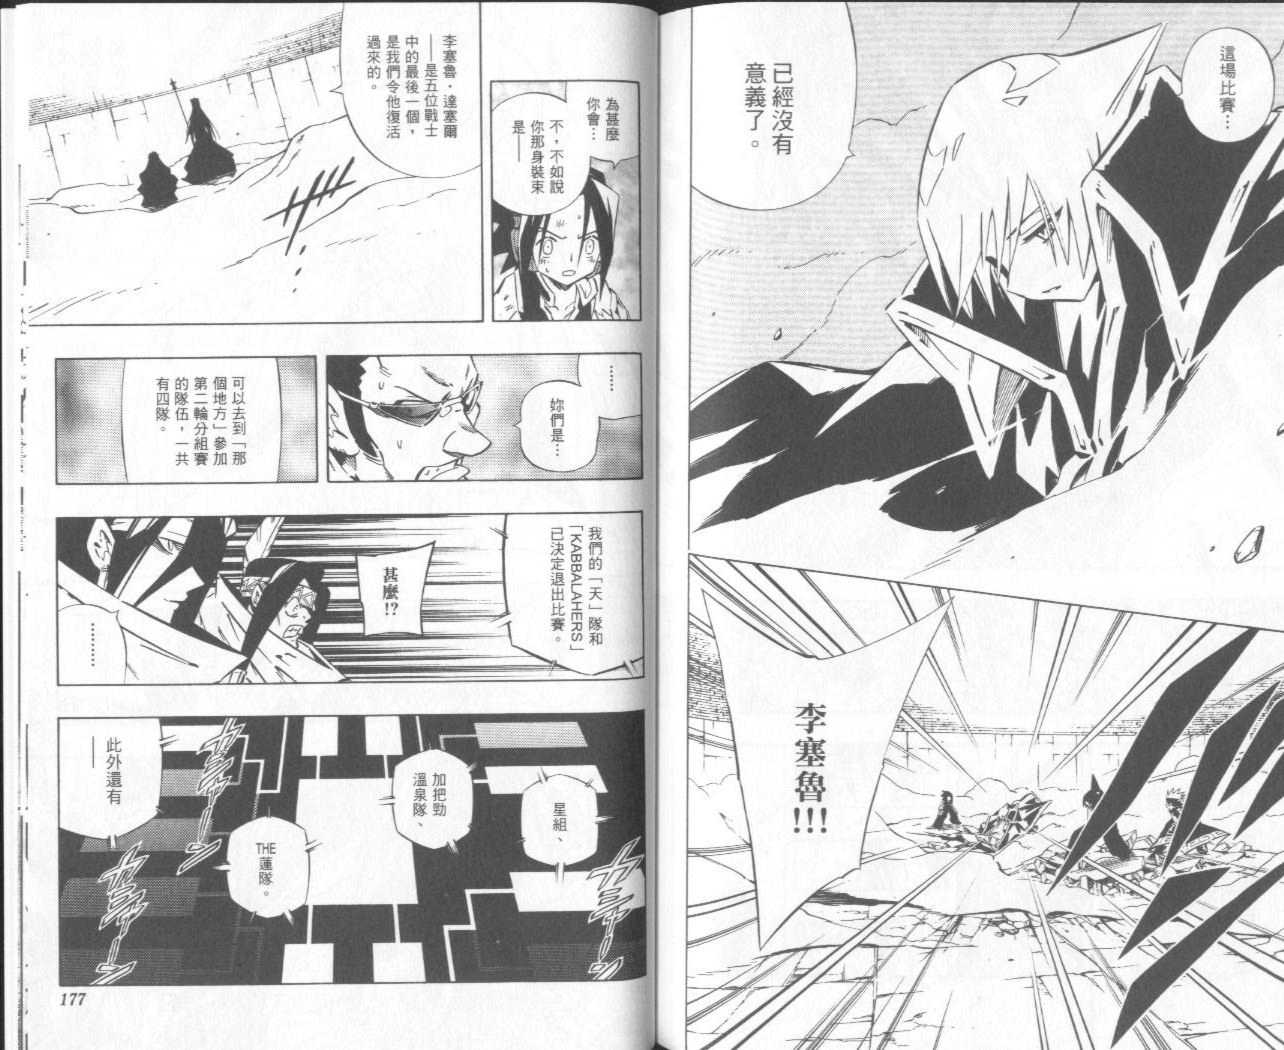 這場比賽…
已經沒有
意義了。
李塞魯!!!
為甚麼
你會…
不，不如說
你那身裝束
是——
李塞魯·達塞爾
——是五位戰士
中的最後一個，
是我們令他復活
過來的。
……
妳們是…
可以去到「那
個地方」參加
第二輪分組賽
的隊伍，一共
有四隊。
我們的「天」隊和
「KABBALAHERS」
已決定退出比賽。
甚麼!?
………
星組、
加把勁
溫泉隊、
THE
蓮隊。
此外還有
——
177